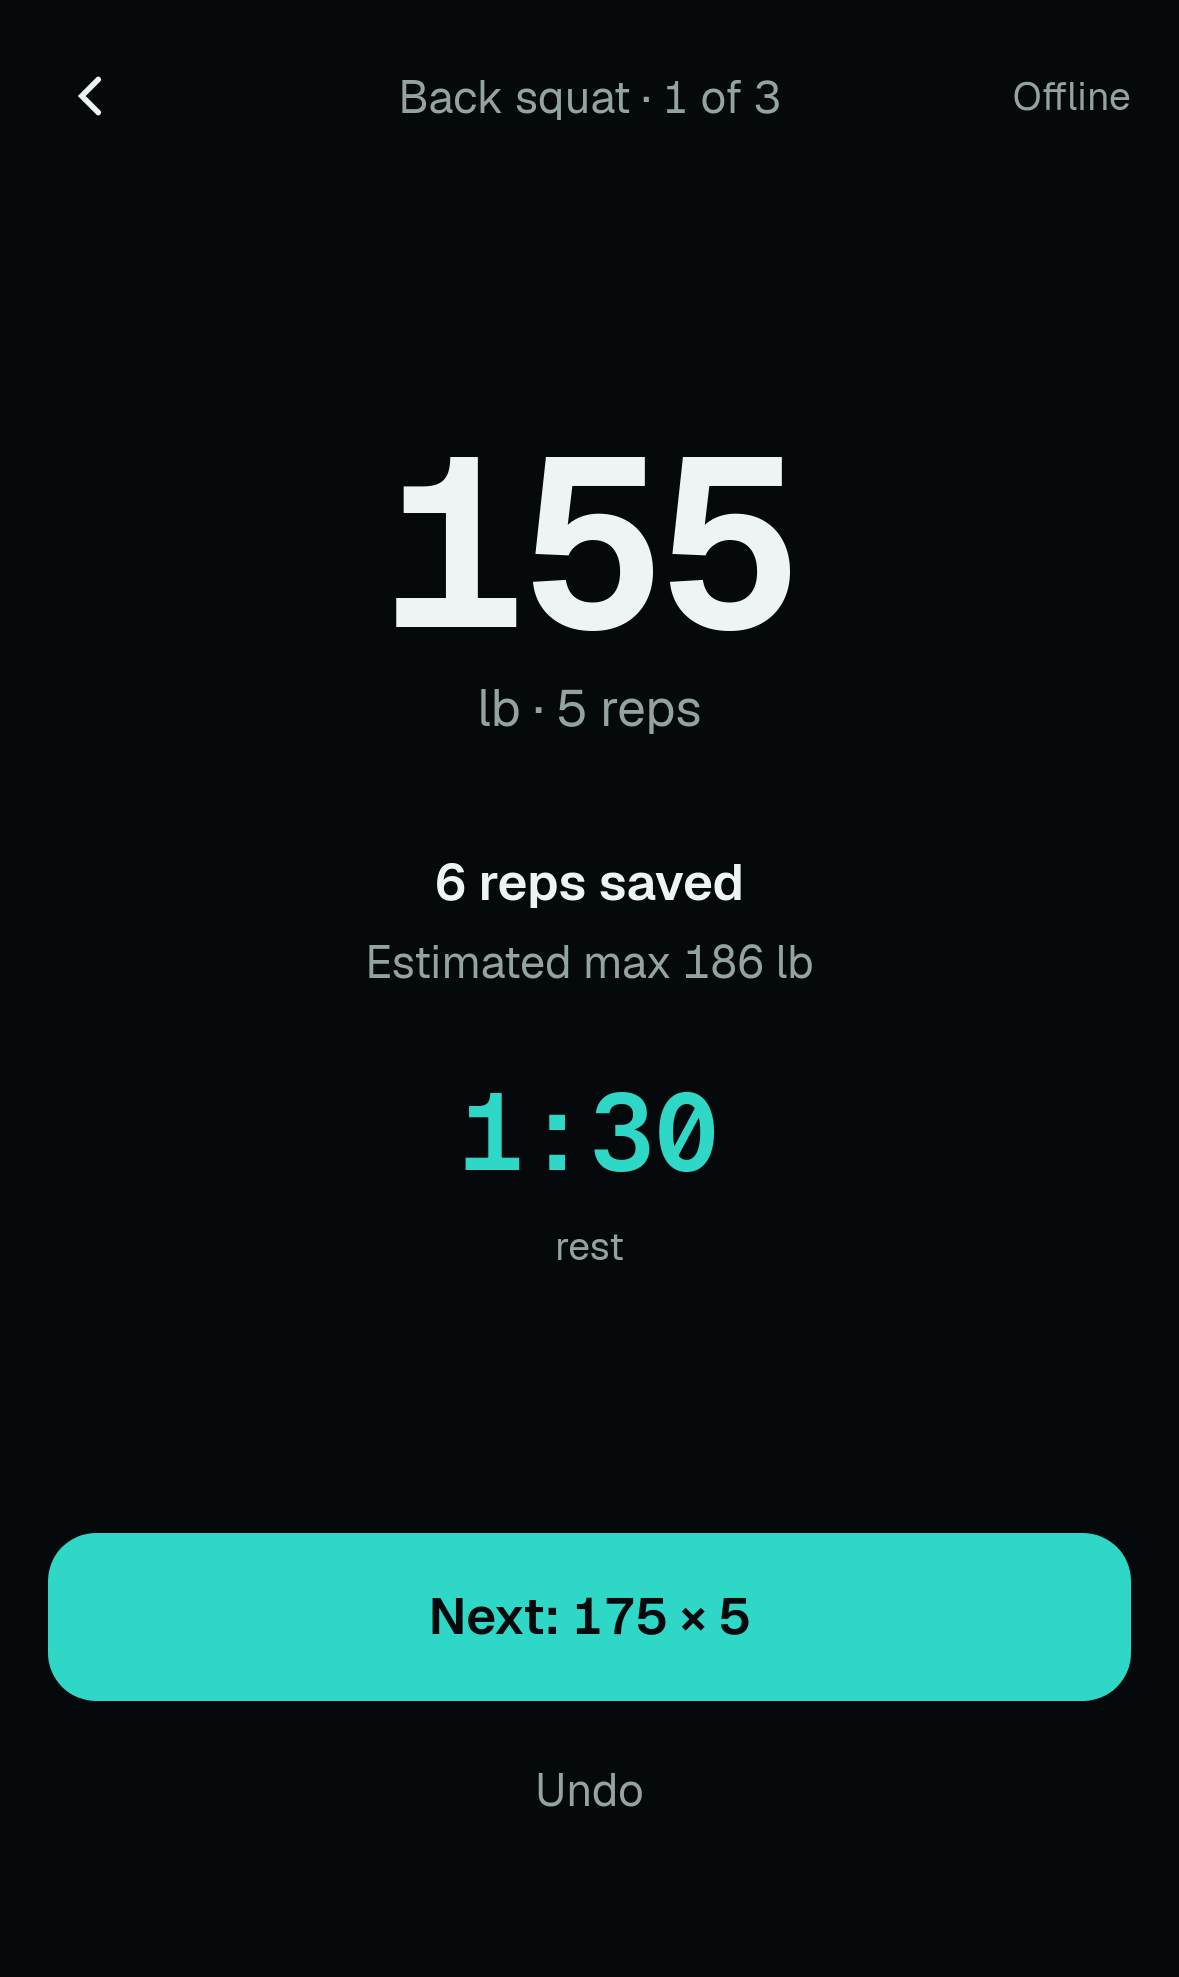 Back squat · 1 of 3
Offline
155
lb · 5 reps
6 reps saved
Estimated max 186 lb
1:30
rest
Next: 175 × 5
Undo